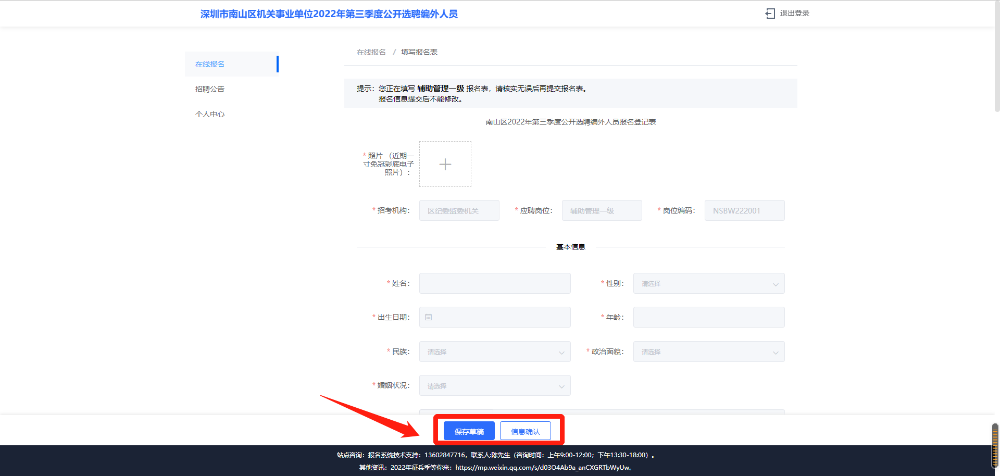 深圳市南山区机关事业单位2022年第三季度公开选聘编外人员
退出登录
在线报名
招聘公告
个人中心
在线报名 / 填写报名表
提示：您正在填写 辅助管理一级 报名表，请核实无误后再提交报名表。
报名信息提交后不能修改。
南山区2022年第三季度公开选聘编外人员报名登记表
* 照片 （近期一
寸免冠彩底电子
照片）：
* 招考机构： 区纪委监委机关 * 应聘岗位： 辅助管理一级 * 岗位编码： NSBW222001
基本信息
* 姓名： * 性别： 请选择
* 出生日期： * 年龄：
* 民族： 请选择 * 政治面貌： 请选择
* 婚姻状况： 请选择
保存草稿 信息确认
站点咨询：报名系统技术支持：13602847716，联系人:陈先生（咨询时间：上午9:00-12:00；下午13:30-18:00）。
其他资讯：2022年征兵季等你来：https://mp.weixin.qq.com/s/d03O4Ab9a_anCXGRTbWyUw。